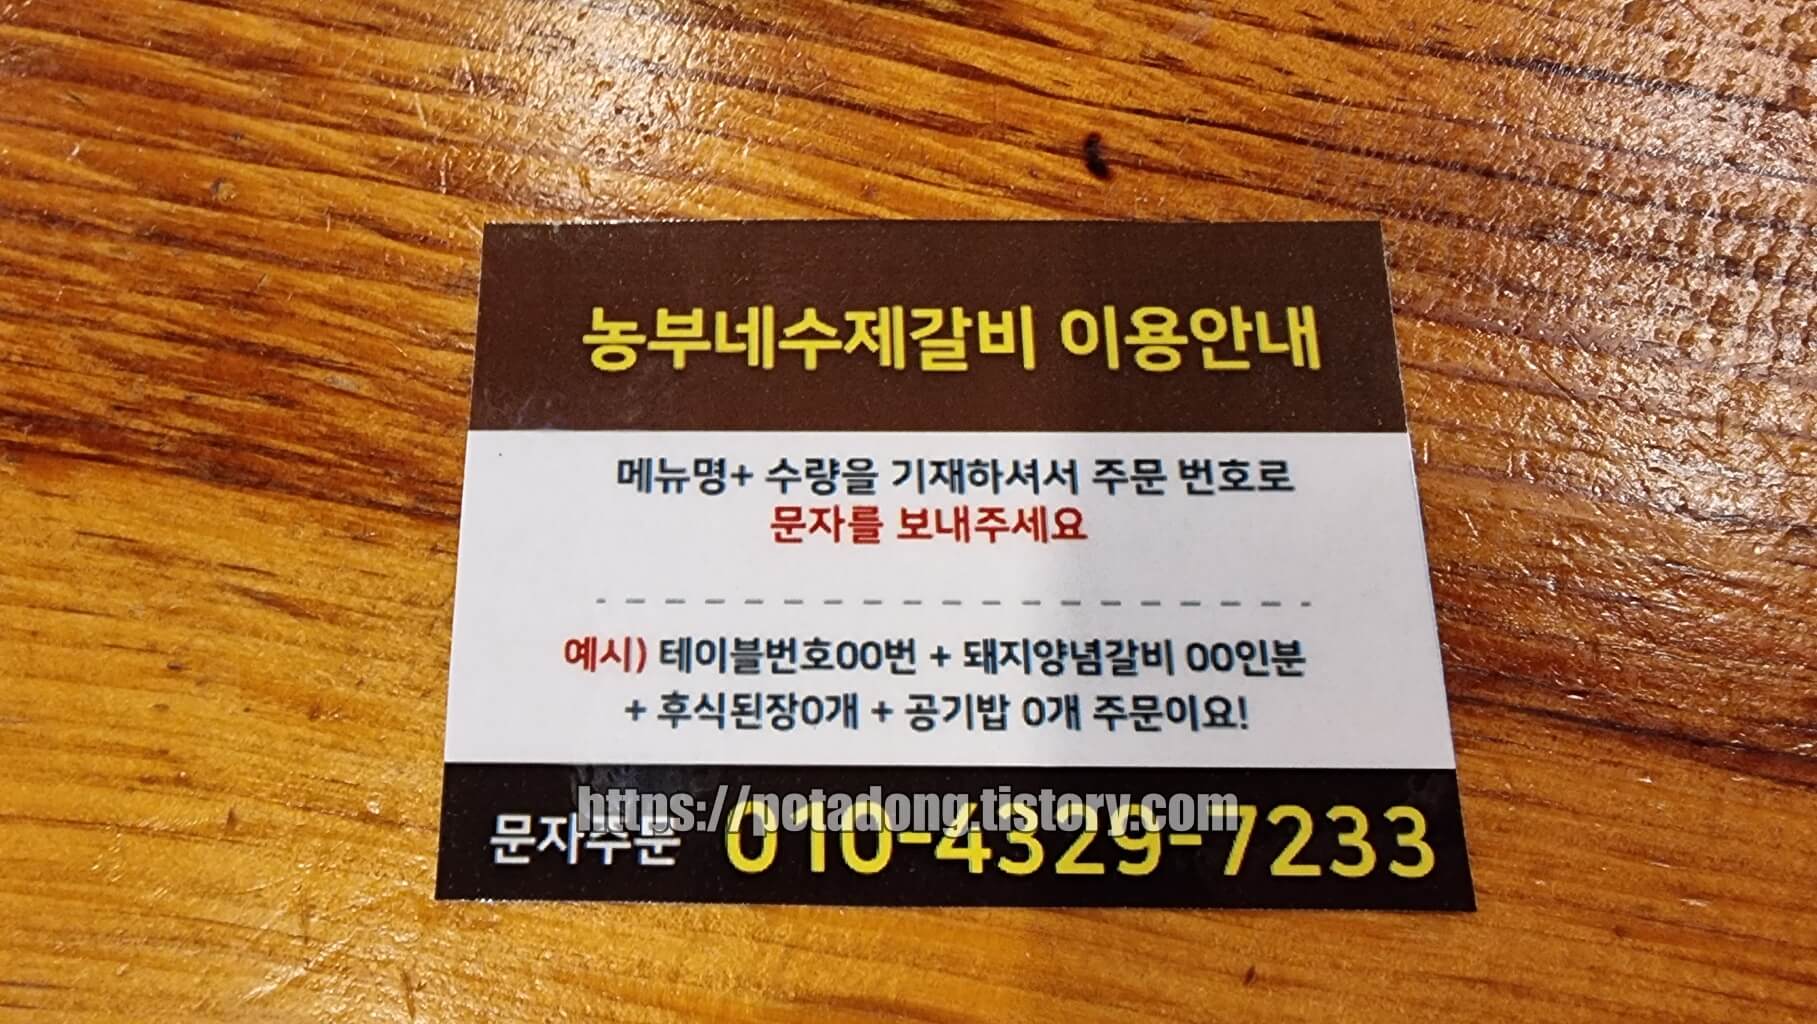 농부네수제갈비 이용안내
메뉴명+ 수량을 기재하셔서 주문 번호로
문자를 보내주세요
예시) 테이블번호00번 + 돼지양념갈비 00인분
+ 후식된장0개 + 공기밥 0개 주문이요!
https://potadong.tistory.com
문자주문 010-4329-7233